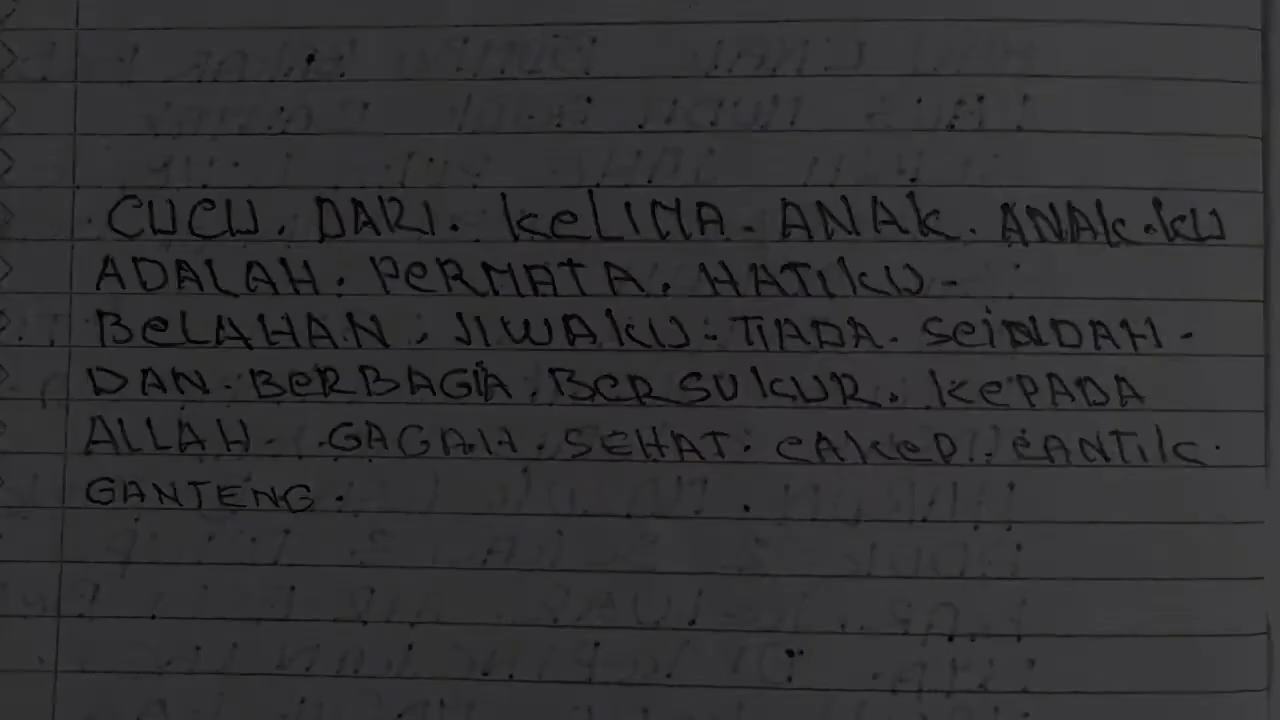 CUCU. DARI. KeLIMA. ANAK. ANAK.KU
ADALAH. PeRMATA. HATIKU-
BeLAHAN. JIWAKU. TIADA. SeiNDAH.
DAN. BeRBAGIA. BeRSUKUR. KePADA
ALLAH. GAGAH. SEHAT. CAKeP. CANTiK.
GANTENG.